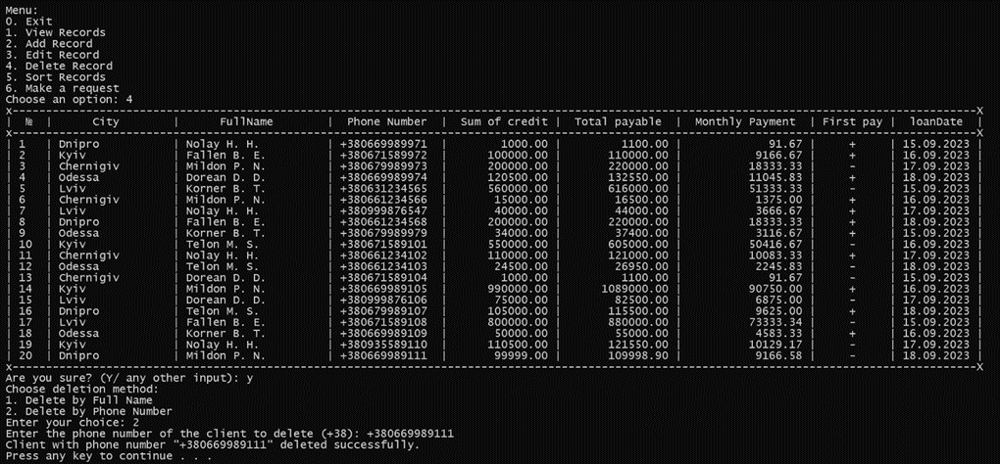 Menu:
0. Exit
1. View Records
2. Add Record
3. Edit Record
4. Delete Record
5. Sort Records
6. Make a request
Choose an option: 4
| № | City | FullName | Phone Number | Sum of credit | Total payable | Monthly Payment | First pay | loanDate |
| 1 | Dnipro | Nolay H. H. | +380669989971 | 1000.00 | 1100.00 | 91.67 | + | 15.09.2023 |
| 2 | Kyiv | Fallen B. E. | +380671589972 | 100000.00 | 110000.00 | 9166.67 | + | 16.09.2023 |
| 3 | Chernigiv | Mildon P. N. | +380679989973 | 200000.00 | 220000.00 | 18333.33 | - | 17.09.2023 |
| 4 | Odessa | Dorean D. D. | +380669989974 | 120500.00 | 132550.00 | 11045.83 | + | 18.09.2023 |
| 5 | Lviv | Korner B. T. | +380631234565 | 560000.00 | 616000.00 | 51333.33 | - | 15.09.2023 |
| 6 | Chernigiv | Mildon P. N. | +380661234566 | 15000.00 | 16500.00 | 1375.00 | + | 16.09.2023 |
| 7 | Lviv | Nolay H. H. | +380999876547 | 40000.00 | 44000.00 | 3666.67 | + | 17.09.2023 |
| 8 | Dnipro | Fallen B. E. | +380661234568 | 200000.00 | 220000.00 | 18333.33 | + | 18.09.2023 |
| 9 | Odessa | Korner B. T. | +380679989979 | 34000.00 | 37400.00 | 3116.67 | + | 15.09.2023 |
| 10 | Kyiv | Telon M. S. | +380671589101 | 550000.00 | 605000.00 | 50416.67 | - | 16.09.2023 |
| 11 | Chernigiv | Nolay H. H. | +380661234102 | 110000.00 | 121000.00 | 10083.33 | + | 17.09.2023 |
| 12 | Odessa | Telon M. S. | +380661234103 | 24500.00 | 26950.00 | 2245.83 | - | 18.09.2023 |
| 13 | Chernigiv | Dorean D. D. | +380671589104 | 1000.00 | 1100.00 | 91.67 | - | 15.09.2023 |
| 14 | Kyiv | Mildon P. N. | +380669989105 | 990000.00 | 1089000.00 | 90750.00 | + | 16.09.2023 |
| 15 | Lviv | Dorean D. D. | +380999876106 | 75000.00 | 82500.00 | 6875.00 | - | 17.09.2023 |
| 16 | Dnipro | Telon M. S. | +380679989107 | 105000.00 | 115500.00 | 9625.00 | + | 18.09.2023 |
| 17 | Lviv | Fallen B. E. | +380671589108 | 800000.00 | 880000.00 | 73333.34 | - | 15.09.2023 |
| 18 | Odessa | Korner B. T. | +380669989109 | 50000.00 | 55000.00 | 4583.33 | + | 16.09.2023 |
| 19 | Kyiv | Nolay H. H. | +380935589110 | 110500.00 | 121550.00 | 10129.17 | - | 17.09.2023 |
| 20 | Dnipro | Mildon P. N. | +380669989111 | 99999.00 | 109998.90 | 9166.58 | - | 18.09.2023 |
Are you sure? (Y/ any other input): y
Choose deletion method:
1. Delete by Full Name
2. Delete by Phone Number
Enter your choice: 2
Enter the phone number of the client to delete (+38): +380669989111
Client with phone number "+380669989111" deleted successfully.
Press any key to continue . . .